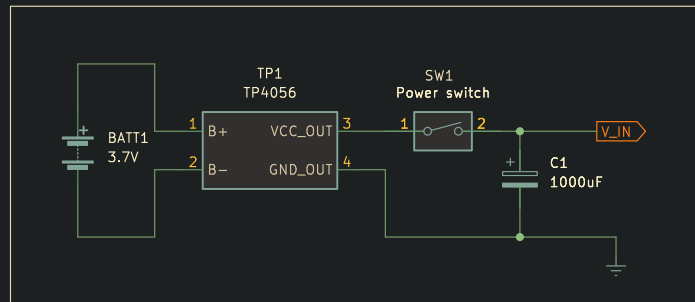 TP1
TP4056
SW1
Power switch
1 B+ VCC_OUT 3
1 2
V_IN
BATT1
3.7V
2 B- GND_OUT 4
+
+
C1
1000uF